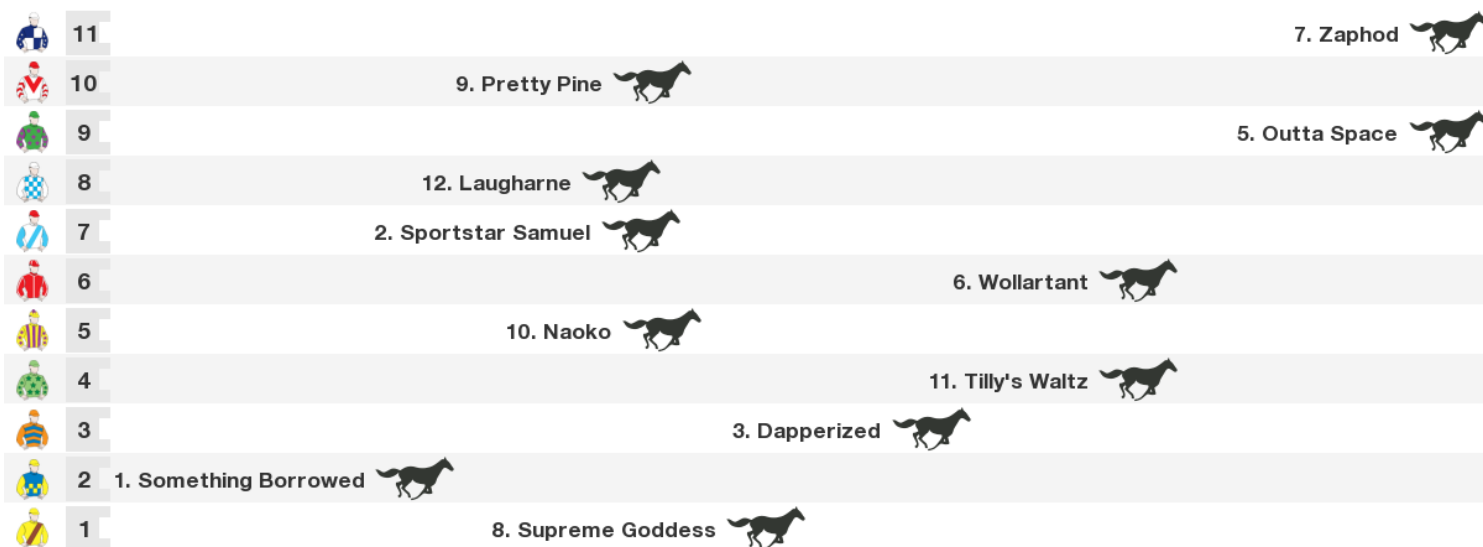 11 7. Zaphod
10 9. Pretty Pine
9 5. Outta Space
8 12. Laugharne
7 2. Sportstar Samuel
6 6. Wollartant
5 10. Naoko
4 11. Tilly's Waltz
3 3. Dapperized
2 1. Something Borrowed
1 8. Supreme Goddess